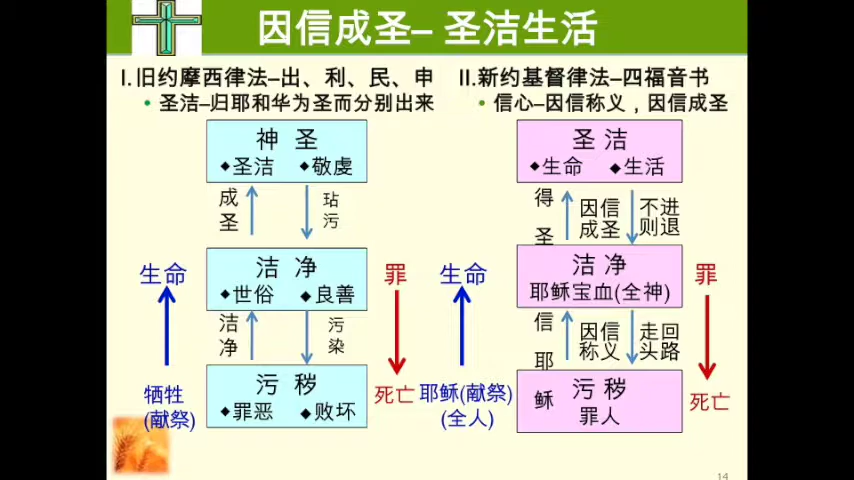 因信成圣– 圣洁生活
I.旧约摩西律法–出、利、民、申
• 圣洁–归耶和华为圣而分别出来
神 圣
◆圣洁 ◆敬虔
成圣
玷污
洁 净
◆世俗 ◆良善
洁净
污染
污 秽
◆罪恶 ◆败坏
生命
牺牲
(献祭)
罪
死亡
II.新约基督律法–四福音书
• 信心–因信称义，因信成圣
圣 洁
◆生命 ◆生活
得圣
因信
成圣
不进
则退
洁 净
耶稣宝血(全神)
信耶稣
因信
称义
走回
头路
污 秽
罪人
生命
耶稣(献祭)
(全人)
罪
死亡
14